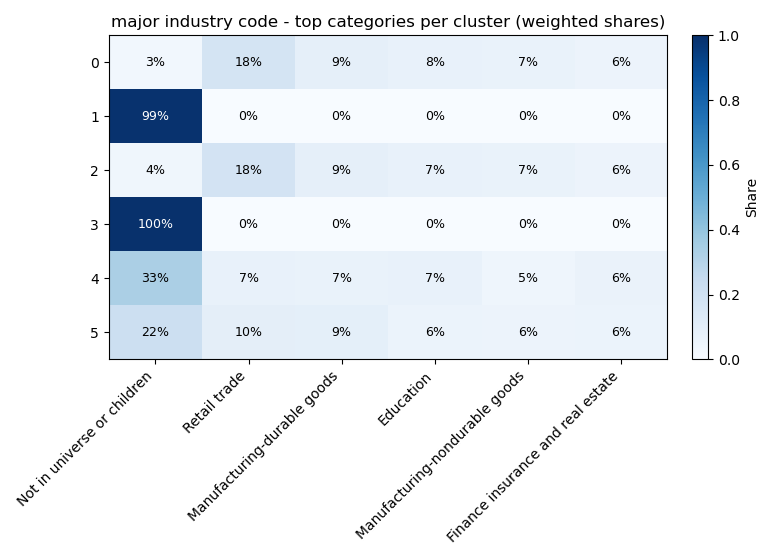 major industry code - top categories per cluster (weighted shares)
0 3% 18% 9% 8% 7% 6%
1 99% 0% 0% 0% 0% 0%
2 4% 18% 9% 7% 7% 6%
3 100% 0% 0% 0% 0% 0%
4 33% 7% 7% 7% 5% 6%
5 22% 10% 9% 6% 6% 6%
Not in universe or children
Retail trade
Manufacturing-durable goods
Education
Manufacturing-nondurable goods
Finance insurance and real estate
1.0
0.8
0.6
0.4
0.2
0.0
Share